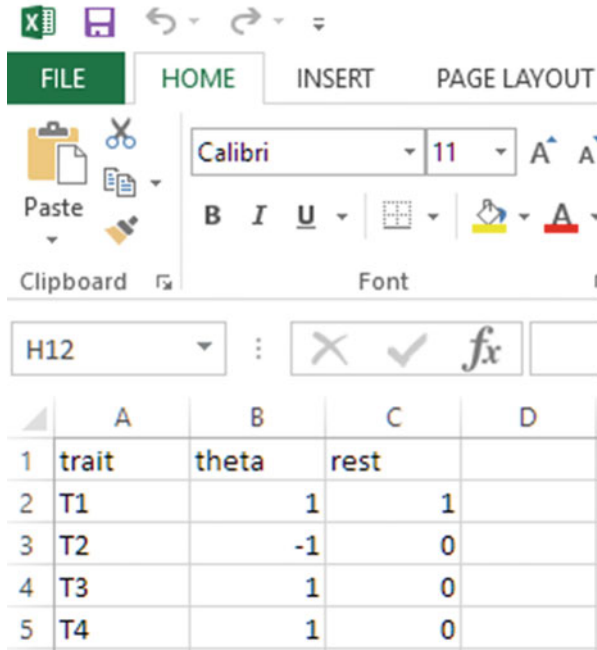 FILE HOME INSERT PAGE LAYOUT
Calibri 11 A A
Paste B I U A
Clipboard Font
H12 fx
A B C D
1 trait theta rest
2 T1 1 1
3 T2 -1 0
4 T3 1 0
5 T4 1 0